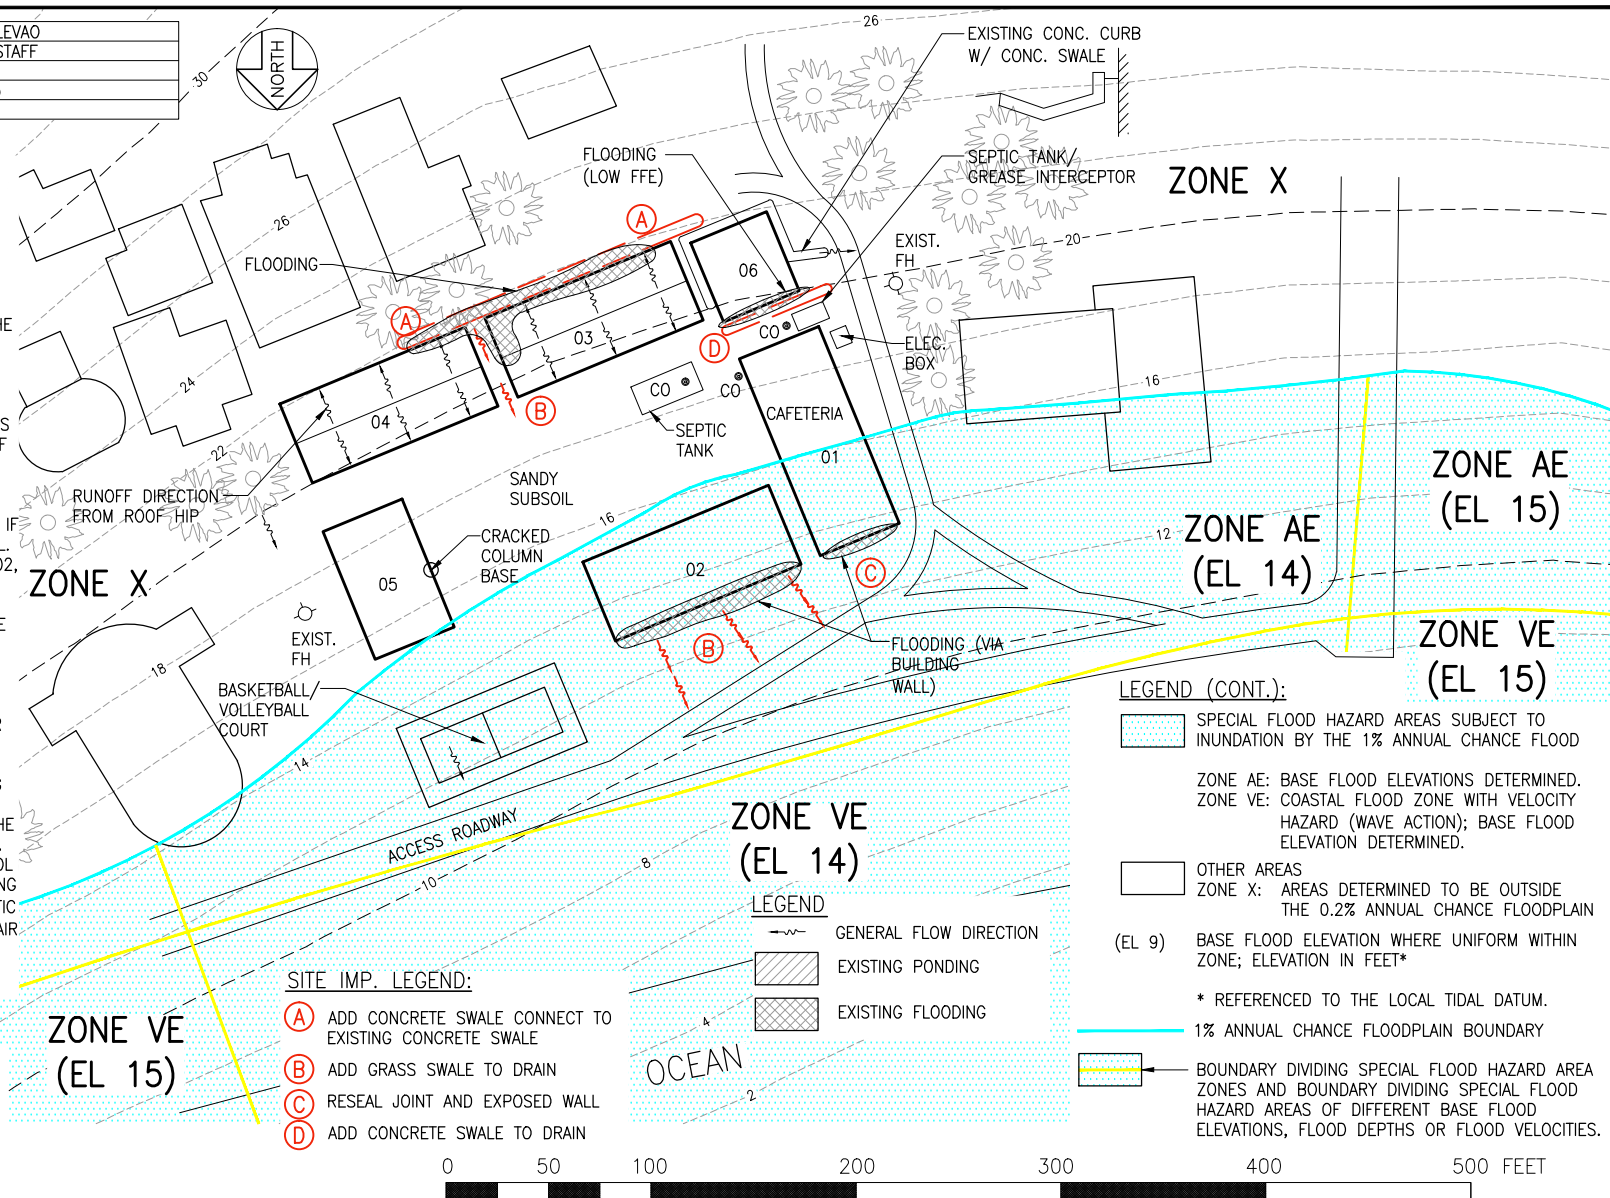 LEVAO
STAFF
NORTH
30
26
EXISTING CONC. CURB
W/ CONC. SWALE
FLOODING
(LOW FFE)
SEPTIC TANK/
GREASE INTERCEPTOR
ZONE X
26
A
20
EXIST.
FH
FLOODING
06
A
03
D
CO
ELEC.
BOX
HE
24
CO
CO
16
04
B
CAFETERIA
S
F
22
SEPTIC
TANK
01
ZONE AE
(EL 15)
RUNOFF DIRECTION
FROM ROOF HIP
SANDY
SUBSOIL
16
IF
L.
02,
CRACKED
COLUMN
BASE
12
ZONE AE
(EL 14)
ZONE X
05
02
C
E
EXIST.
FH
B
FLOODING (VIA
BUILDING
WALL)
ZONE VE
(EL 15)
18
BASKETBALL/
VOLLEYBALL
COURT
14
HE
OL
NG
TIC
AIR
ACCESS ROADWAY
10
8
ZONE VE
(EL 14)
LEGEND
GENERAL FLOW DIRECTION
EXISTING PONDING
EXISTING FLOODING
LEGEND (CONT.):
SPECIAL FLOOD HAZARD AREAS SUBJECT TO
INUNDATION BY THE 1% ANNUAL CHANCE FLOOD
ZONE AE: BASE FLOOD ELEVATIONS DETERMINED.
ZONE VE: COASTAL FLOOD ZONE WITH VELOCITY
HAZARD (WAVE ACTION); BASE FLOOD
ELEVATION DETERMINED.
OTHER AREAS
ZONE X: AREAS DETERMINED TO BE OUTSIDE
THE 0.2% ANNUAL CHANCE FLOODPLAIN
(EL 9) BASE FLOOD ELEVATION WHERE UNIFORM WITHIN
ZONE; ELEVATION IN FEET*
* REFERENCED TO THE LOCAL TIDAL DATUM.
1% ANNUAL CHANCE FLOODPLAIN BOUNDARY
BOUNDARY DIVIDING SPECIAL FLOOD HAZARD AREA
ZONES AND BOUNDARY DIVIDING SPECIAL FLOOD
HAZARD AREAS OF DIFFERENT BASE FLOOD
ELEVATIONS, FLOOD DEPTHS OR FLOOD VELOCITIES.
ZONE VE
(EL 15)
SITE IMP. LEGEND:
A ADD CONCRETE SWALE CONNECT TO
EXISTING CONCRETE SWALE
B ADD GRASS SWALE TO DRAIN
C RESEAL JOINT AND EXPOSED WALL
D ADD CONCRETE SWALE TO DRAIN
4
OCEAN
2
0 50 100 200 300 400 500 FEET